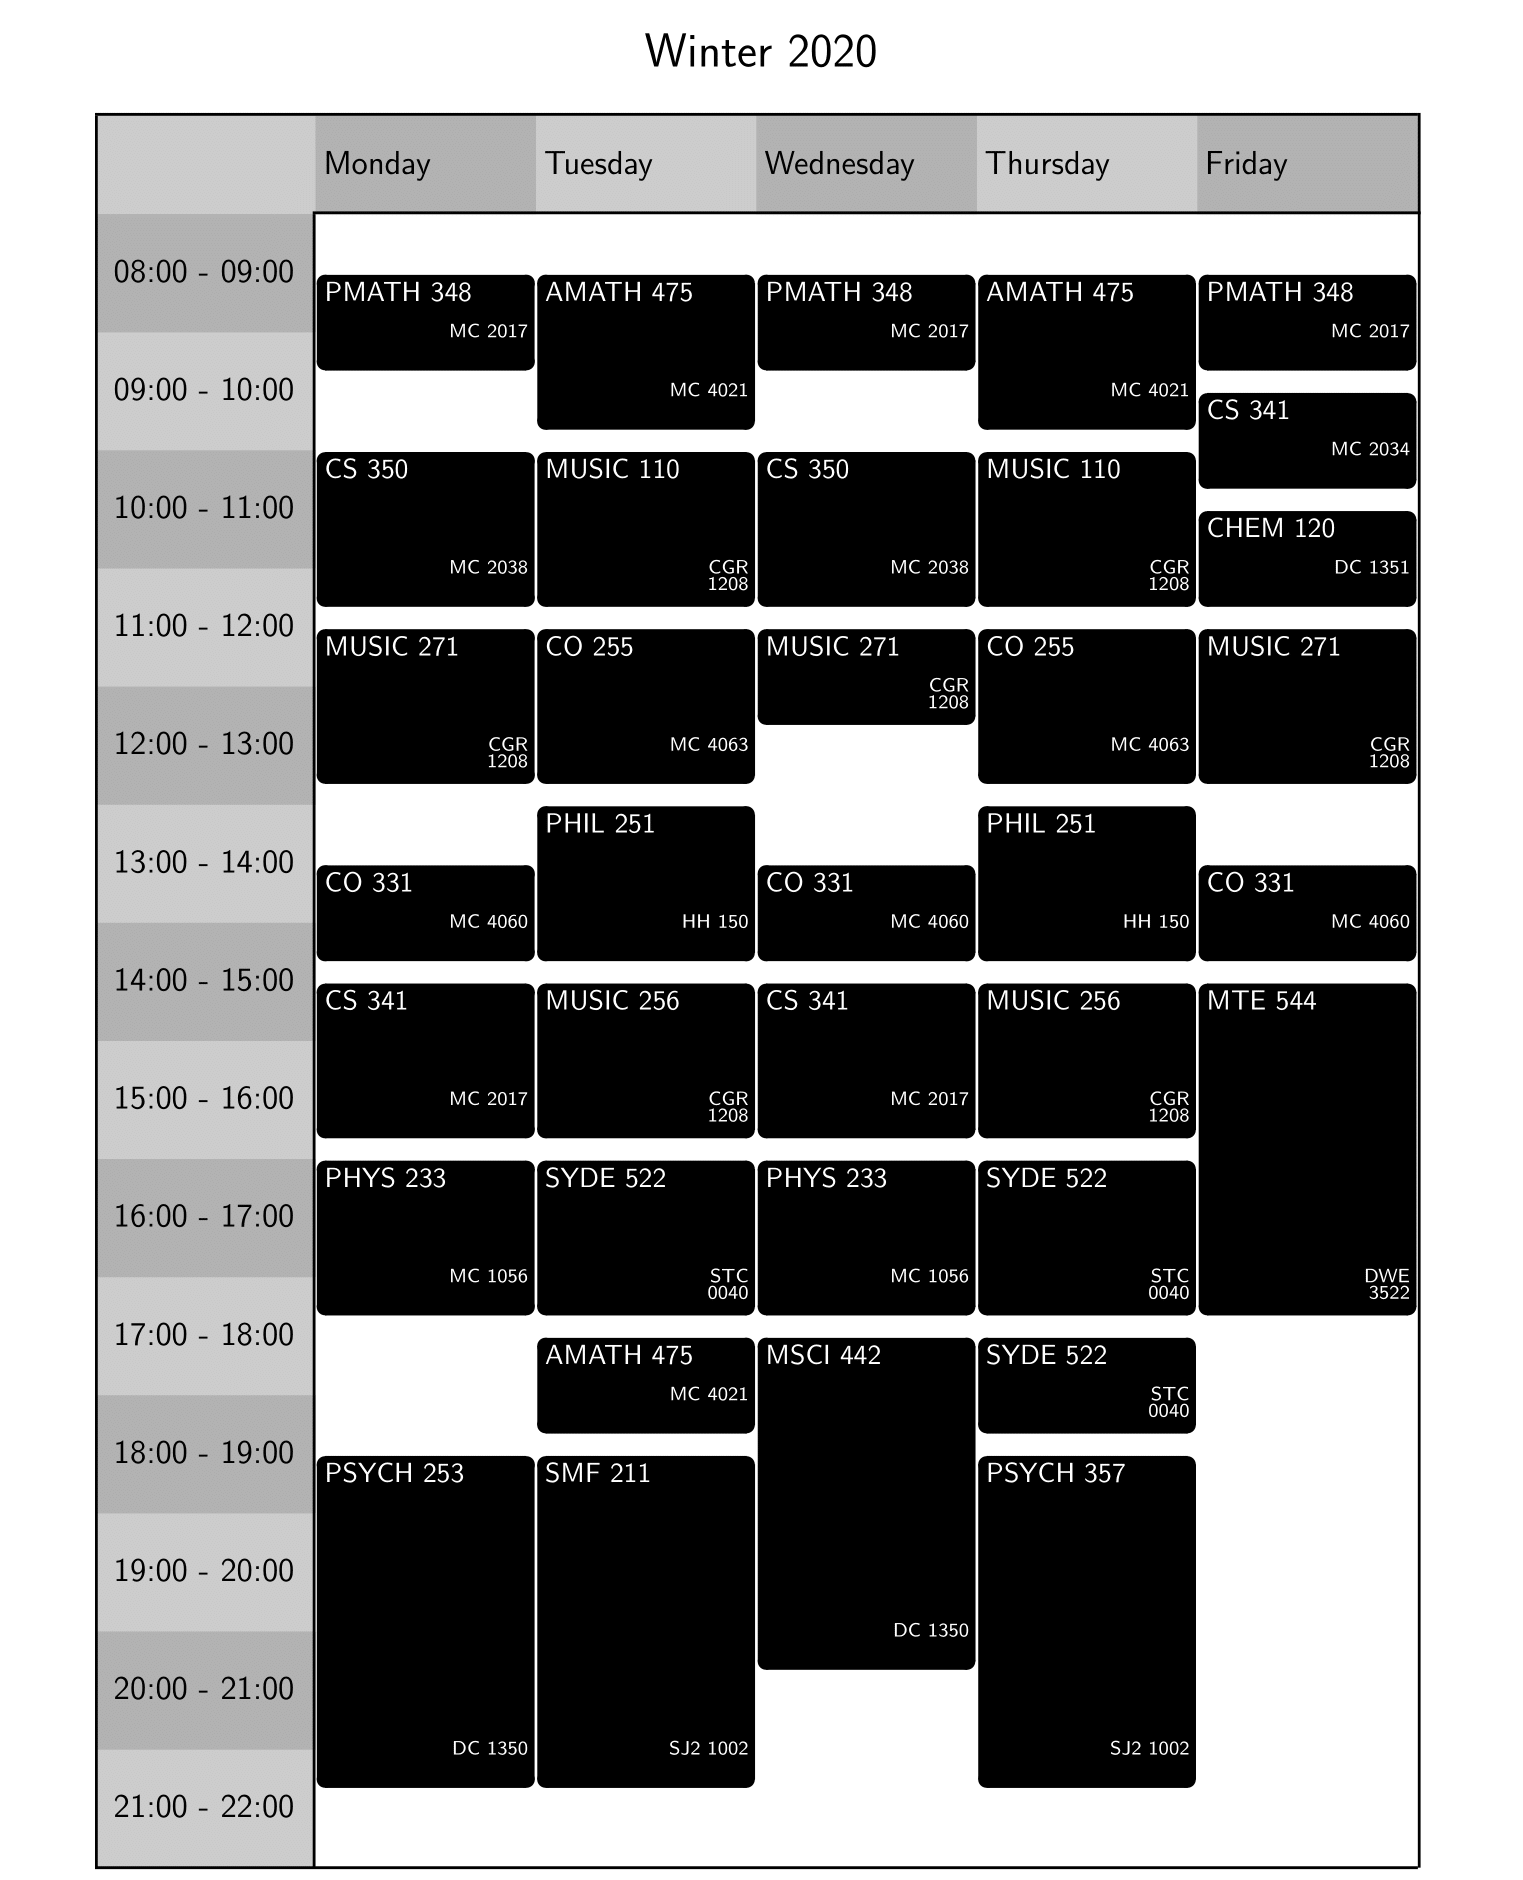 Winter 2020
Monday
Tuesday
Wednesday
Thursday
Friday
08:00 - 09:00
PMATH 348
MC 2017
AMATH 475
MC 4021
PMATH 348
MC 2017
AMATH 475
MC 4021
PMATH 348
MC 2017
09:00 - 10:00
CS 341
MC 2034
CS 350
MC 2038
MUSIC 110
CGR
1208
CS 350
MC 2038
MUSIC 110
CGR
1208
10:00 - 11:00
CHEM 120
DC 1351
11:00 - 12:00
MUSIC 271
CGR
1208
CO 255
MC 4063
MUSIC 271
CGR
1208
CO 255
MC 4063
MUSIC 271
CGR
1208
12:00 - 13:00
PHIL 251
HH 150
PHIL 251
HH 150
13:00 - 14:00
CO 331
MC 4060
CO 331
MC 4060
CO 331
MC 4060
14:00 - 15:00
CS 341
MC 2017
MUSIC 256
CGR
1208
CS 341
MC 2017
MUSIC 256
CGR
1208
MTE 544
DWE
3522
15:00 - 16:00
PHYS 233
MC 1056
SYDE 522
STC
0040
PHYS 233
MC 1056
SYDE 522
STC
0040
16:00 - 17:00
17:00 - 18:00
AMATH 475
MC 4021
MSCI 442
DC 1350
SYDE 522
STC
0040
18:00 - 19:00
PSYCH 253
DC 1350
SMF 211
SJ2 1002
PSYCH 357
SJ2 1002
19:00 - 20:00
20:00 - 21:00
21:00 - 22:00